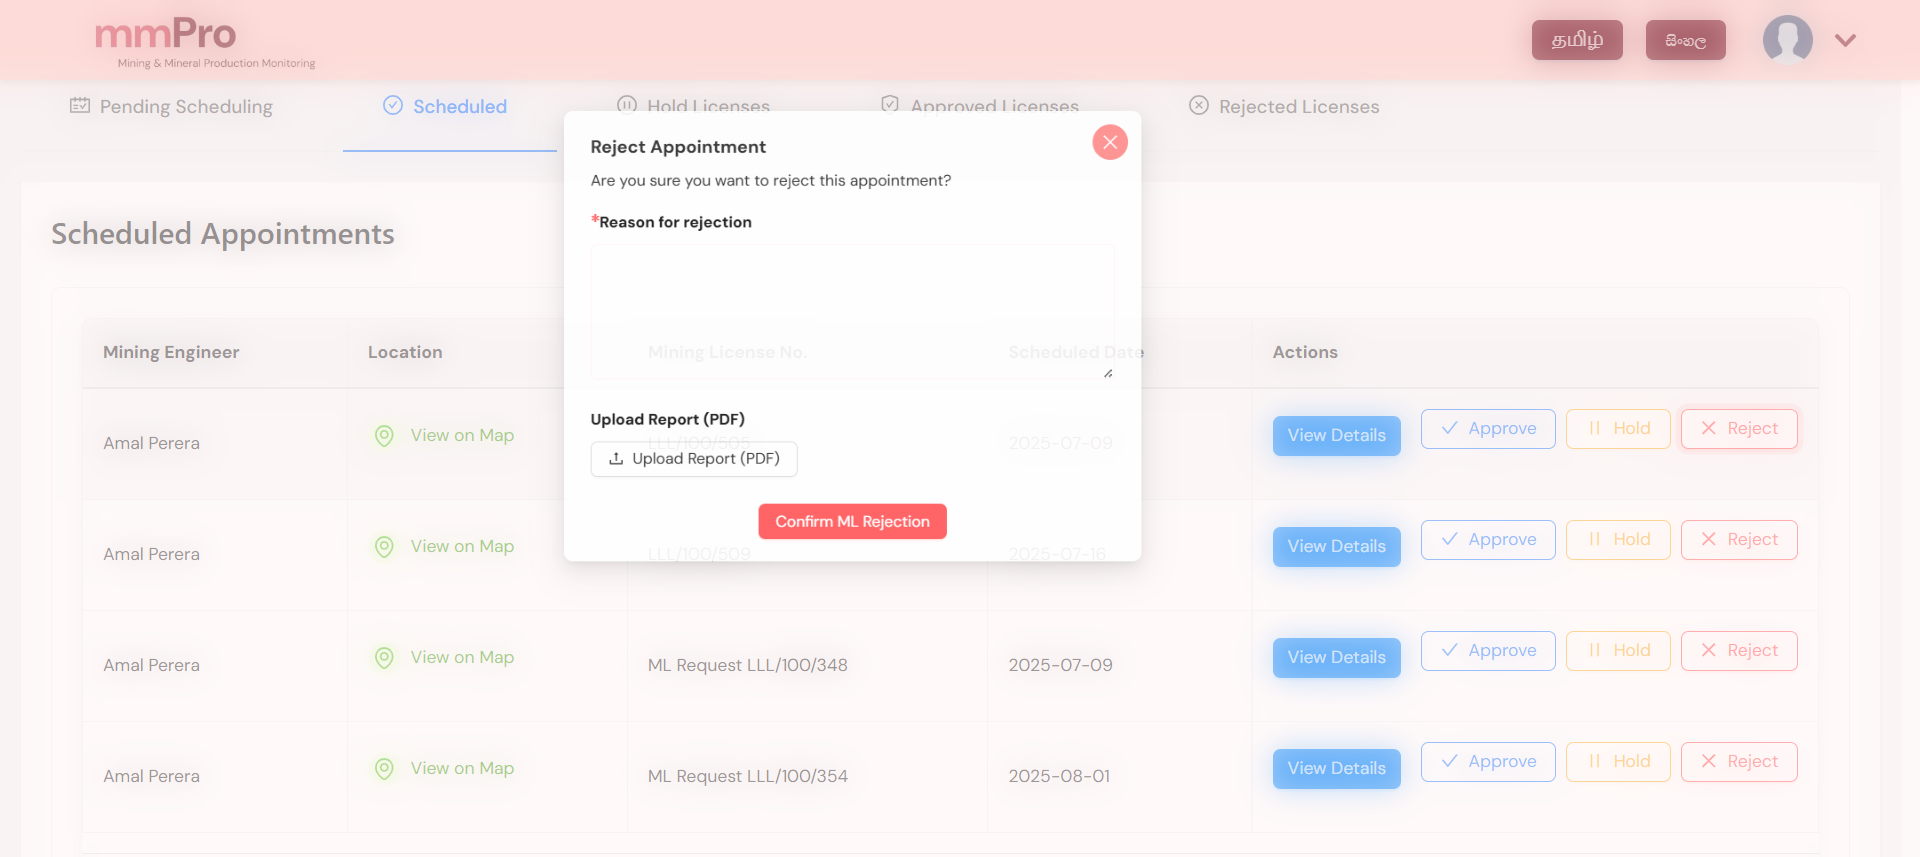 mmPro
Mining & Mineral Production Monitoring
தமிழ்
සිංහල
Pending Scheduling
Scheduled
Hold Licenses
Approved Licenses
Rejected Licenses
Reject Appointment
Are you sure you want to reject this appointment?
*Reason for rejection
Upload Report (PDF)
Upload Report (PDF)
Confirm ML Rejection
Scheduled Appointments
Mining Engineer Location Mining License No. Scheduled Date Actions
Amal Perera View on Map LLL/100/505 2025-07-09 View Details Approve Hold Reject
Amal Perera View on Map LLL/100/509 2025-07-16 View Details Approve Hold Reject
Amal Perera View on Map ML Request LLL/100/348 2025-07-09 View Details Approve Hold Reject
Amal Perera View on Map ML Request LLL/100/354 2025-08-01 View Details Approve Hold Reject